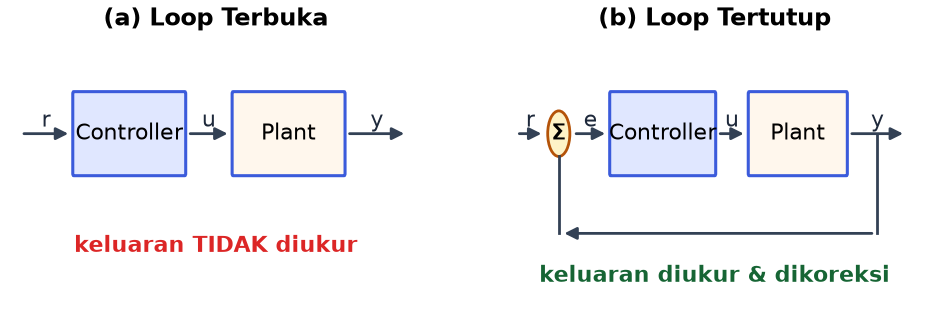 (a) Loop Terbuka
r
Controller
u
Plant
y
keluaran TIDAK diukur
(b) Loop Tertutup
r
Σ
e
Controller
u
Plant
y
keluaran diukur & dikoreksi